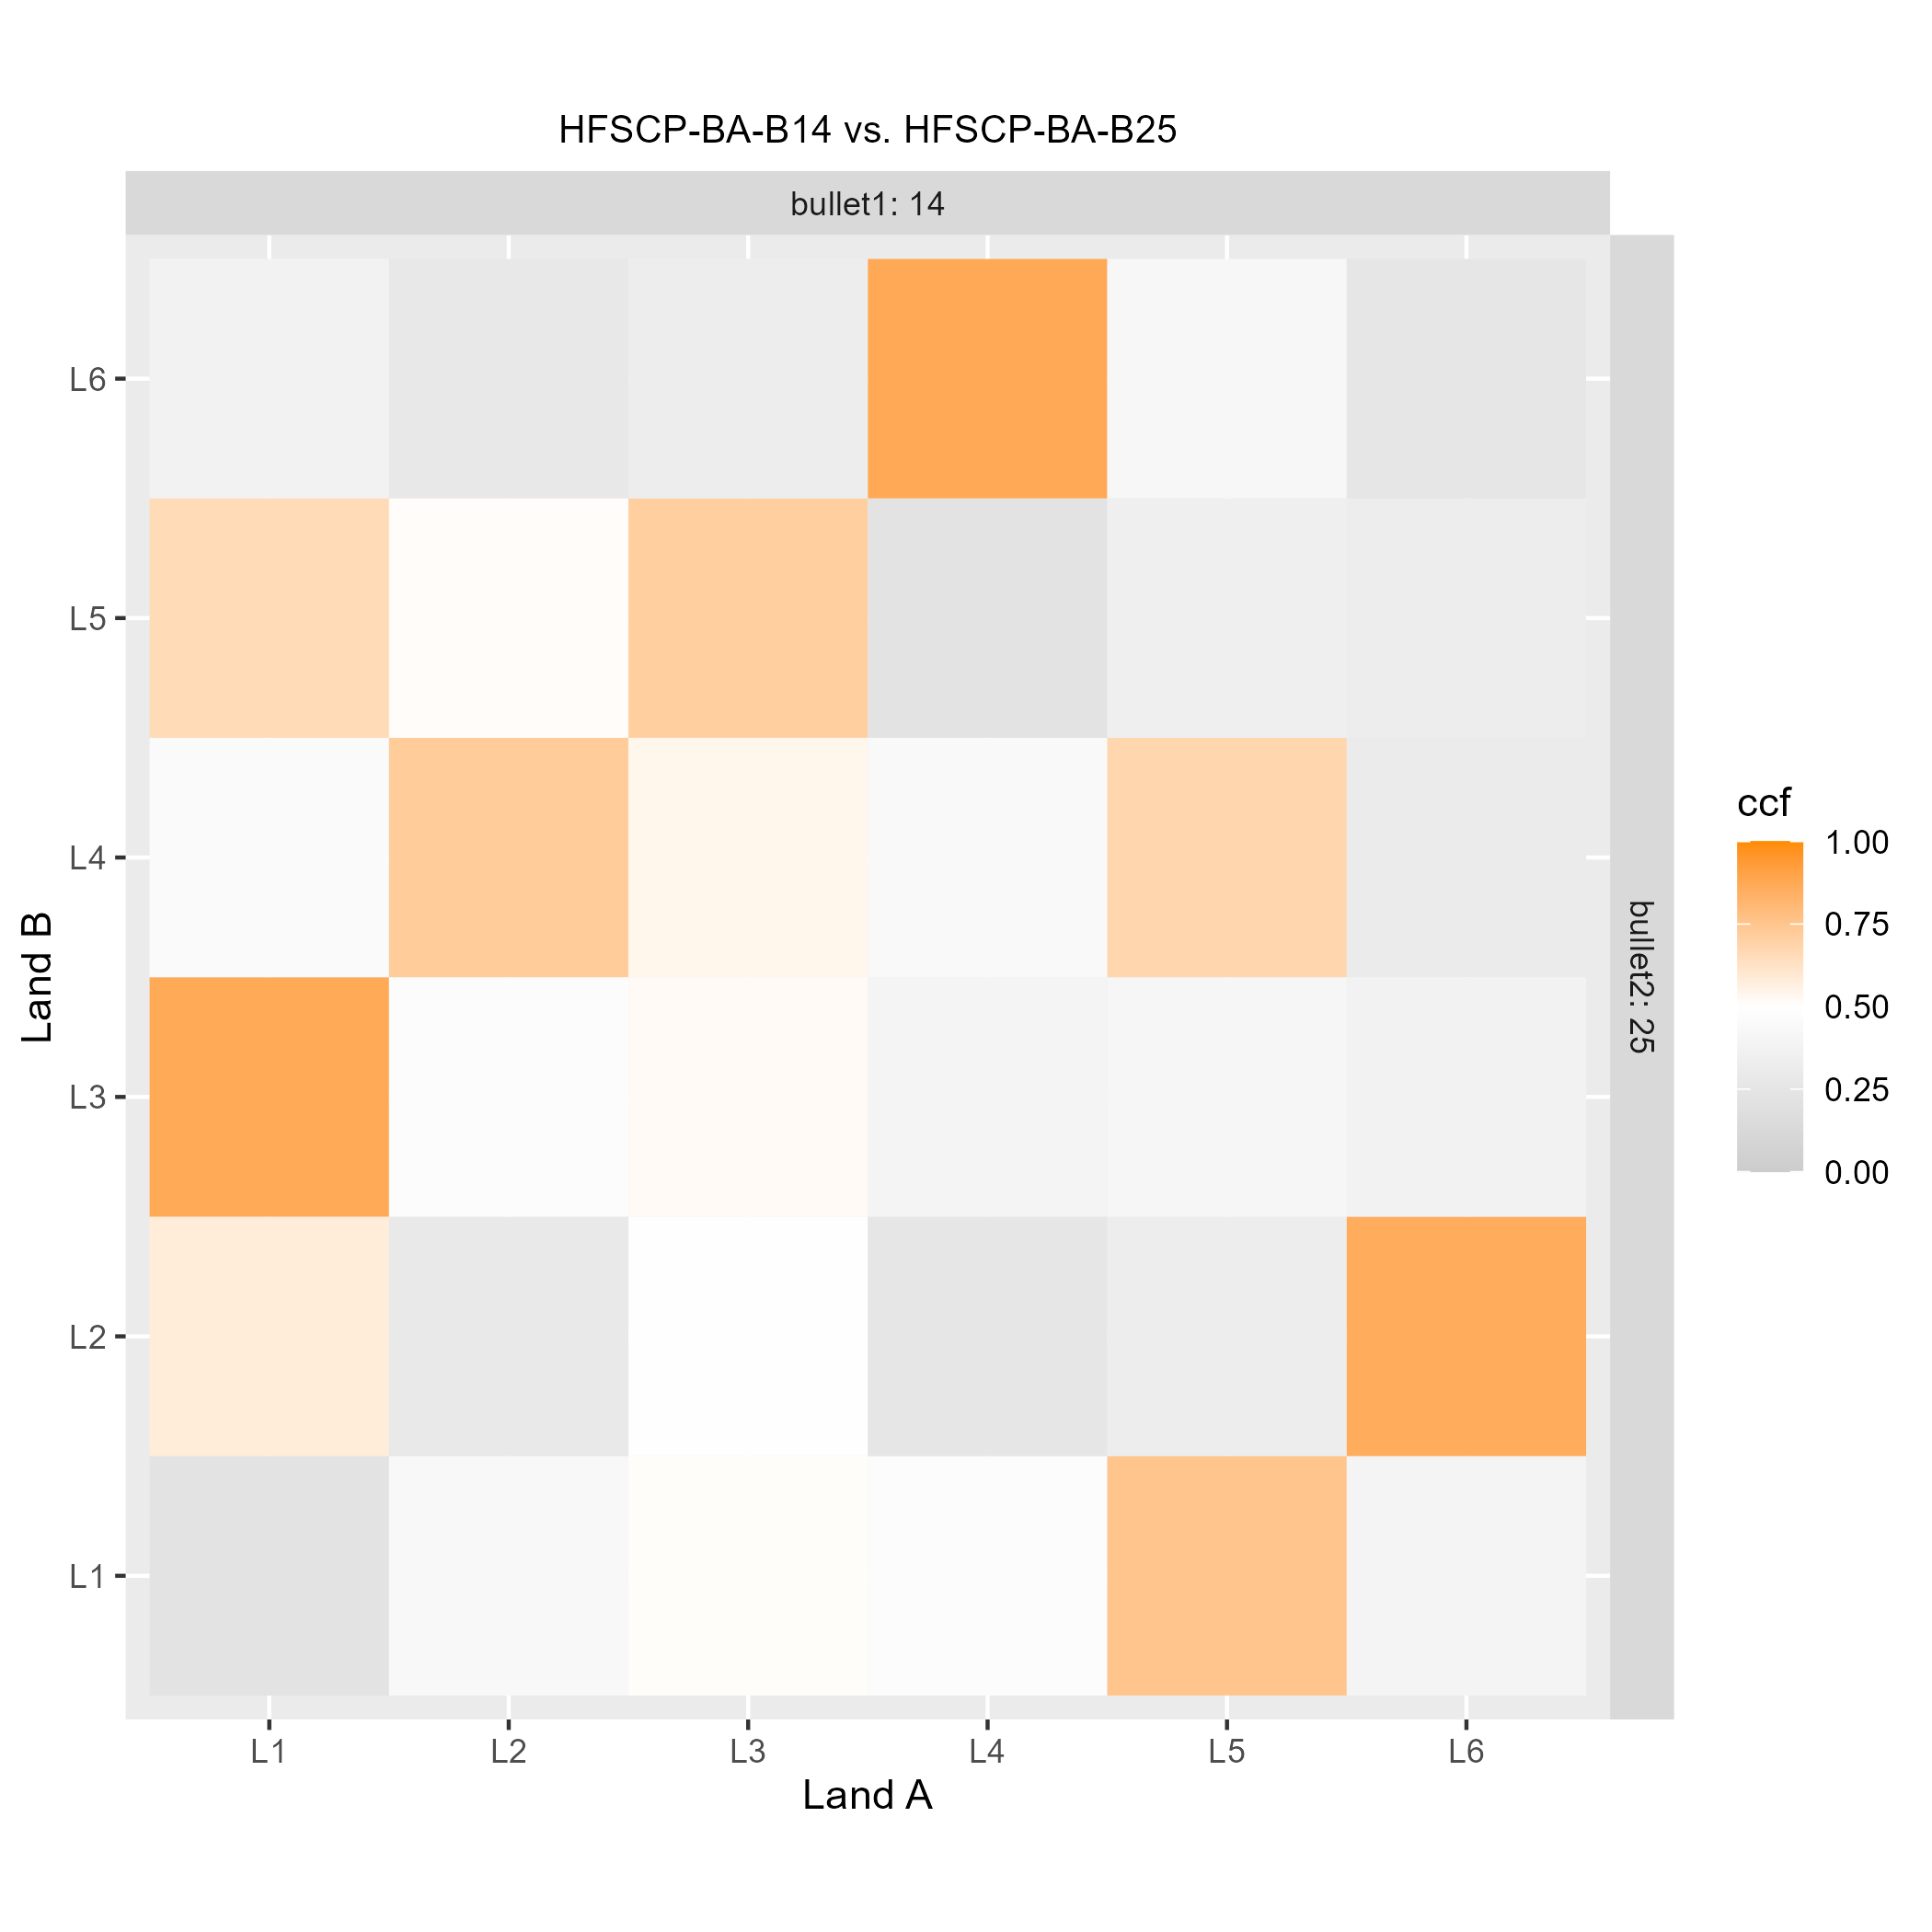 HFSCP-BA-B14 vs. HFSCP-BA-B25
bullet1: 14
L6
L5
L4
L3
L2
L1
Land B
bullet2: 25
L1 L2 L3 L4 L5 L6
Land A
ccf
1.00
0.75
0.50
0.25
0.00